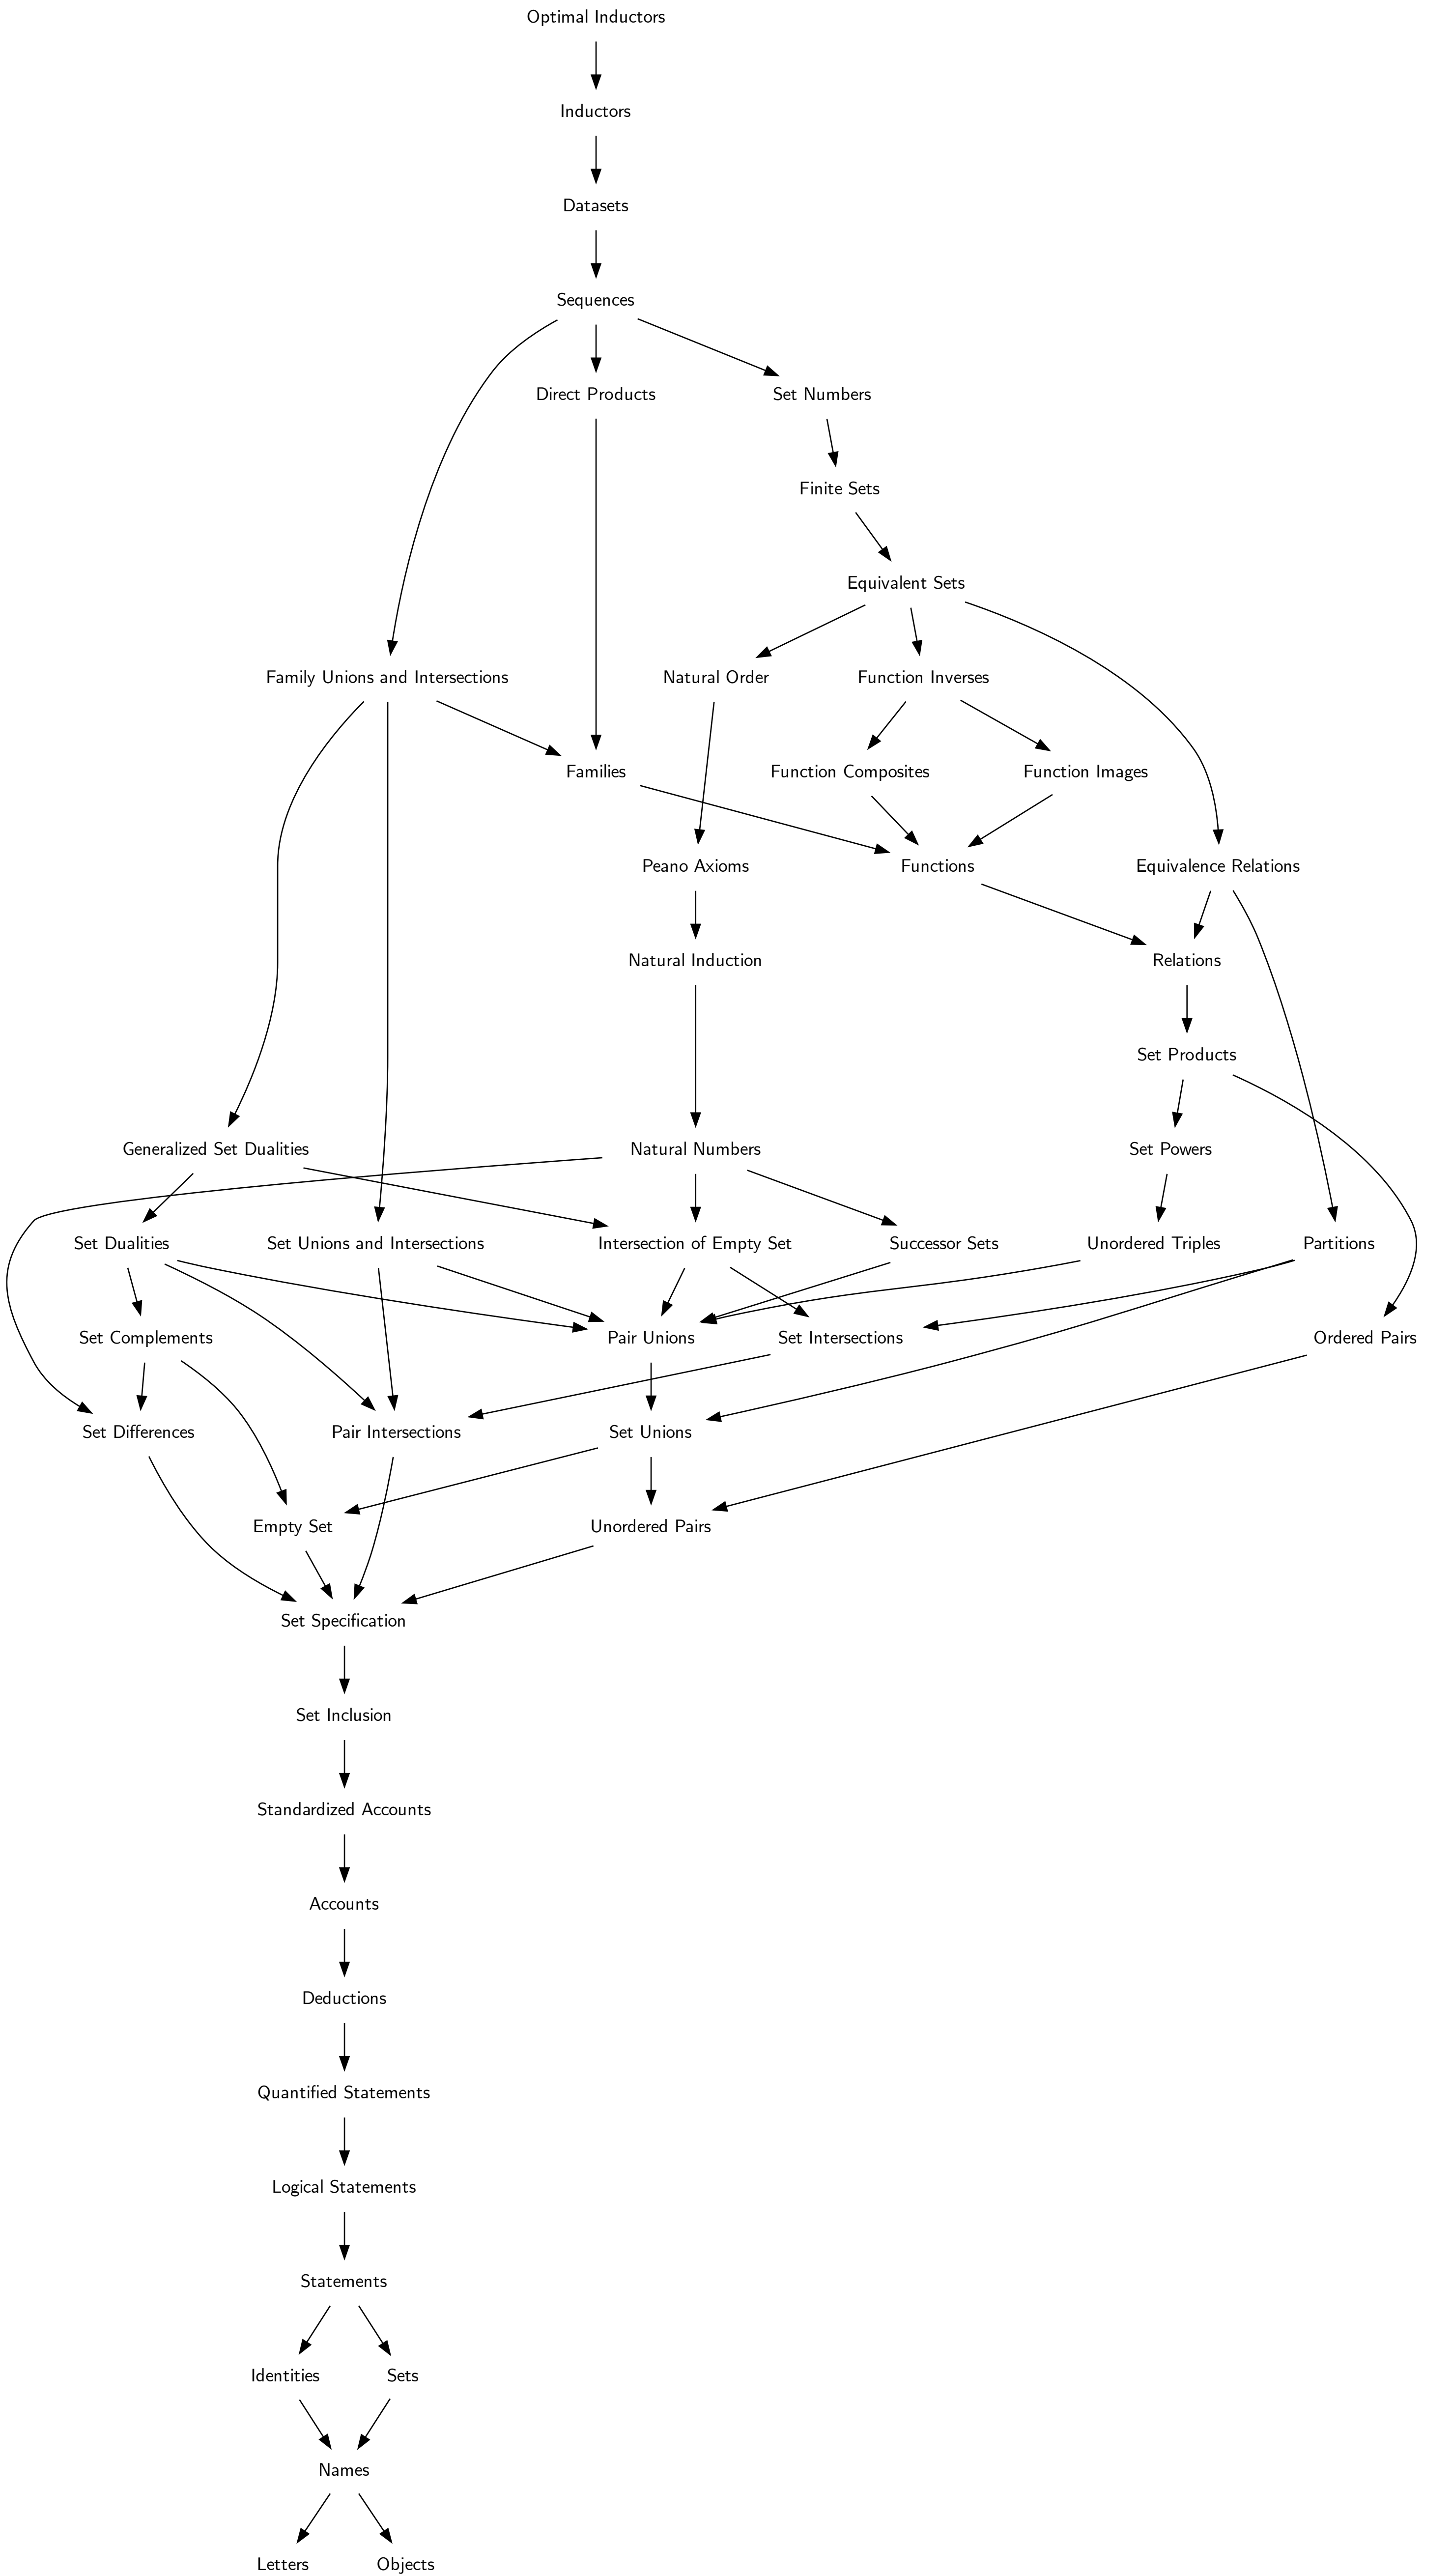 Optimal Inductors
Inductors
Datasets
Sequences
Direct Products
Set Numbers
Finite Sets
Equivalent Sets
Family Unions and Intersections
Natural Order
Function Inverses
Families
Function Composites
Function Images
Peano Axioms
Functions
Equivalence Relations
Natural Induction
Relations
Set Products
Generalized Set Dualities
Natural Numbers
Set Powers
Set Dualities
Set Unions and Intersections
Intersection of Empty Set
Successor Sets
Unordered Triples
Partitions
Set Complements
Pair Unions
Set Intersections
Ordered Pairs
Set Differences
Pair Intersections
Set Unions
Empty Set
Unordered Pairs
Set Specification
Set Inclusion
Standardized Accounts
Accounts
Deductions
Quantified Statements
Logical Statements
Statements
Identities
Sets
Names
Letters
Objects